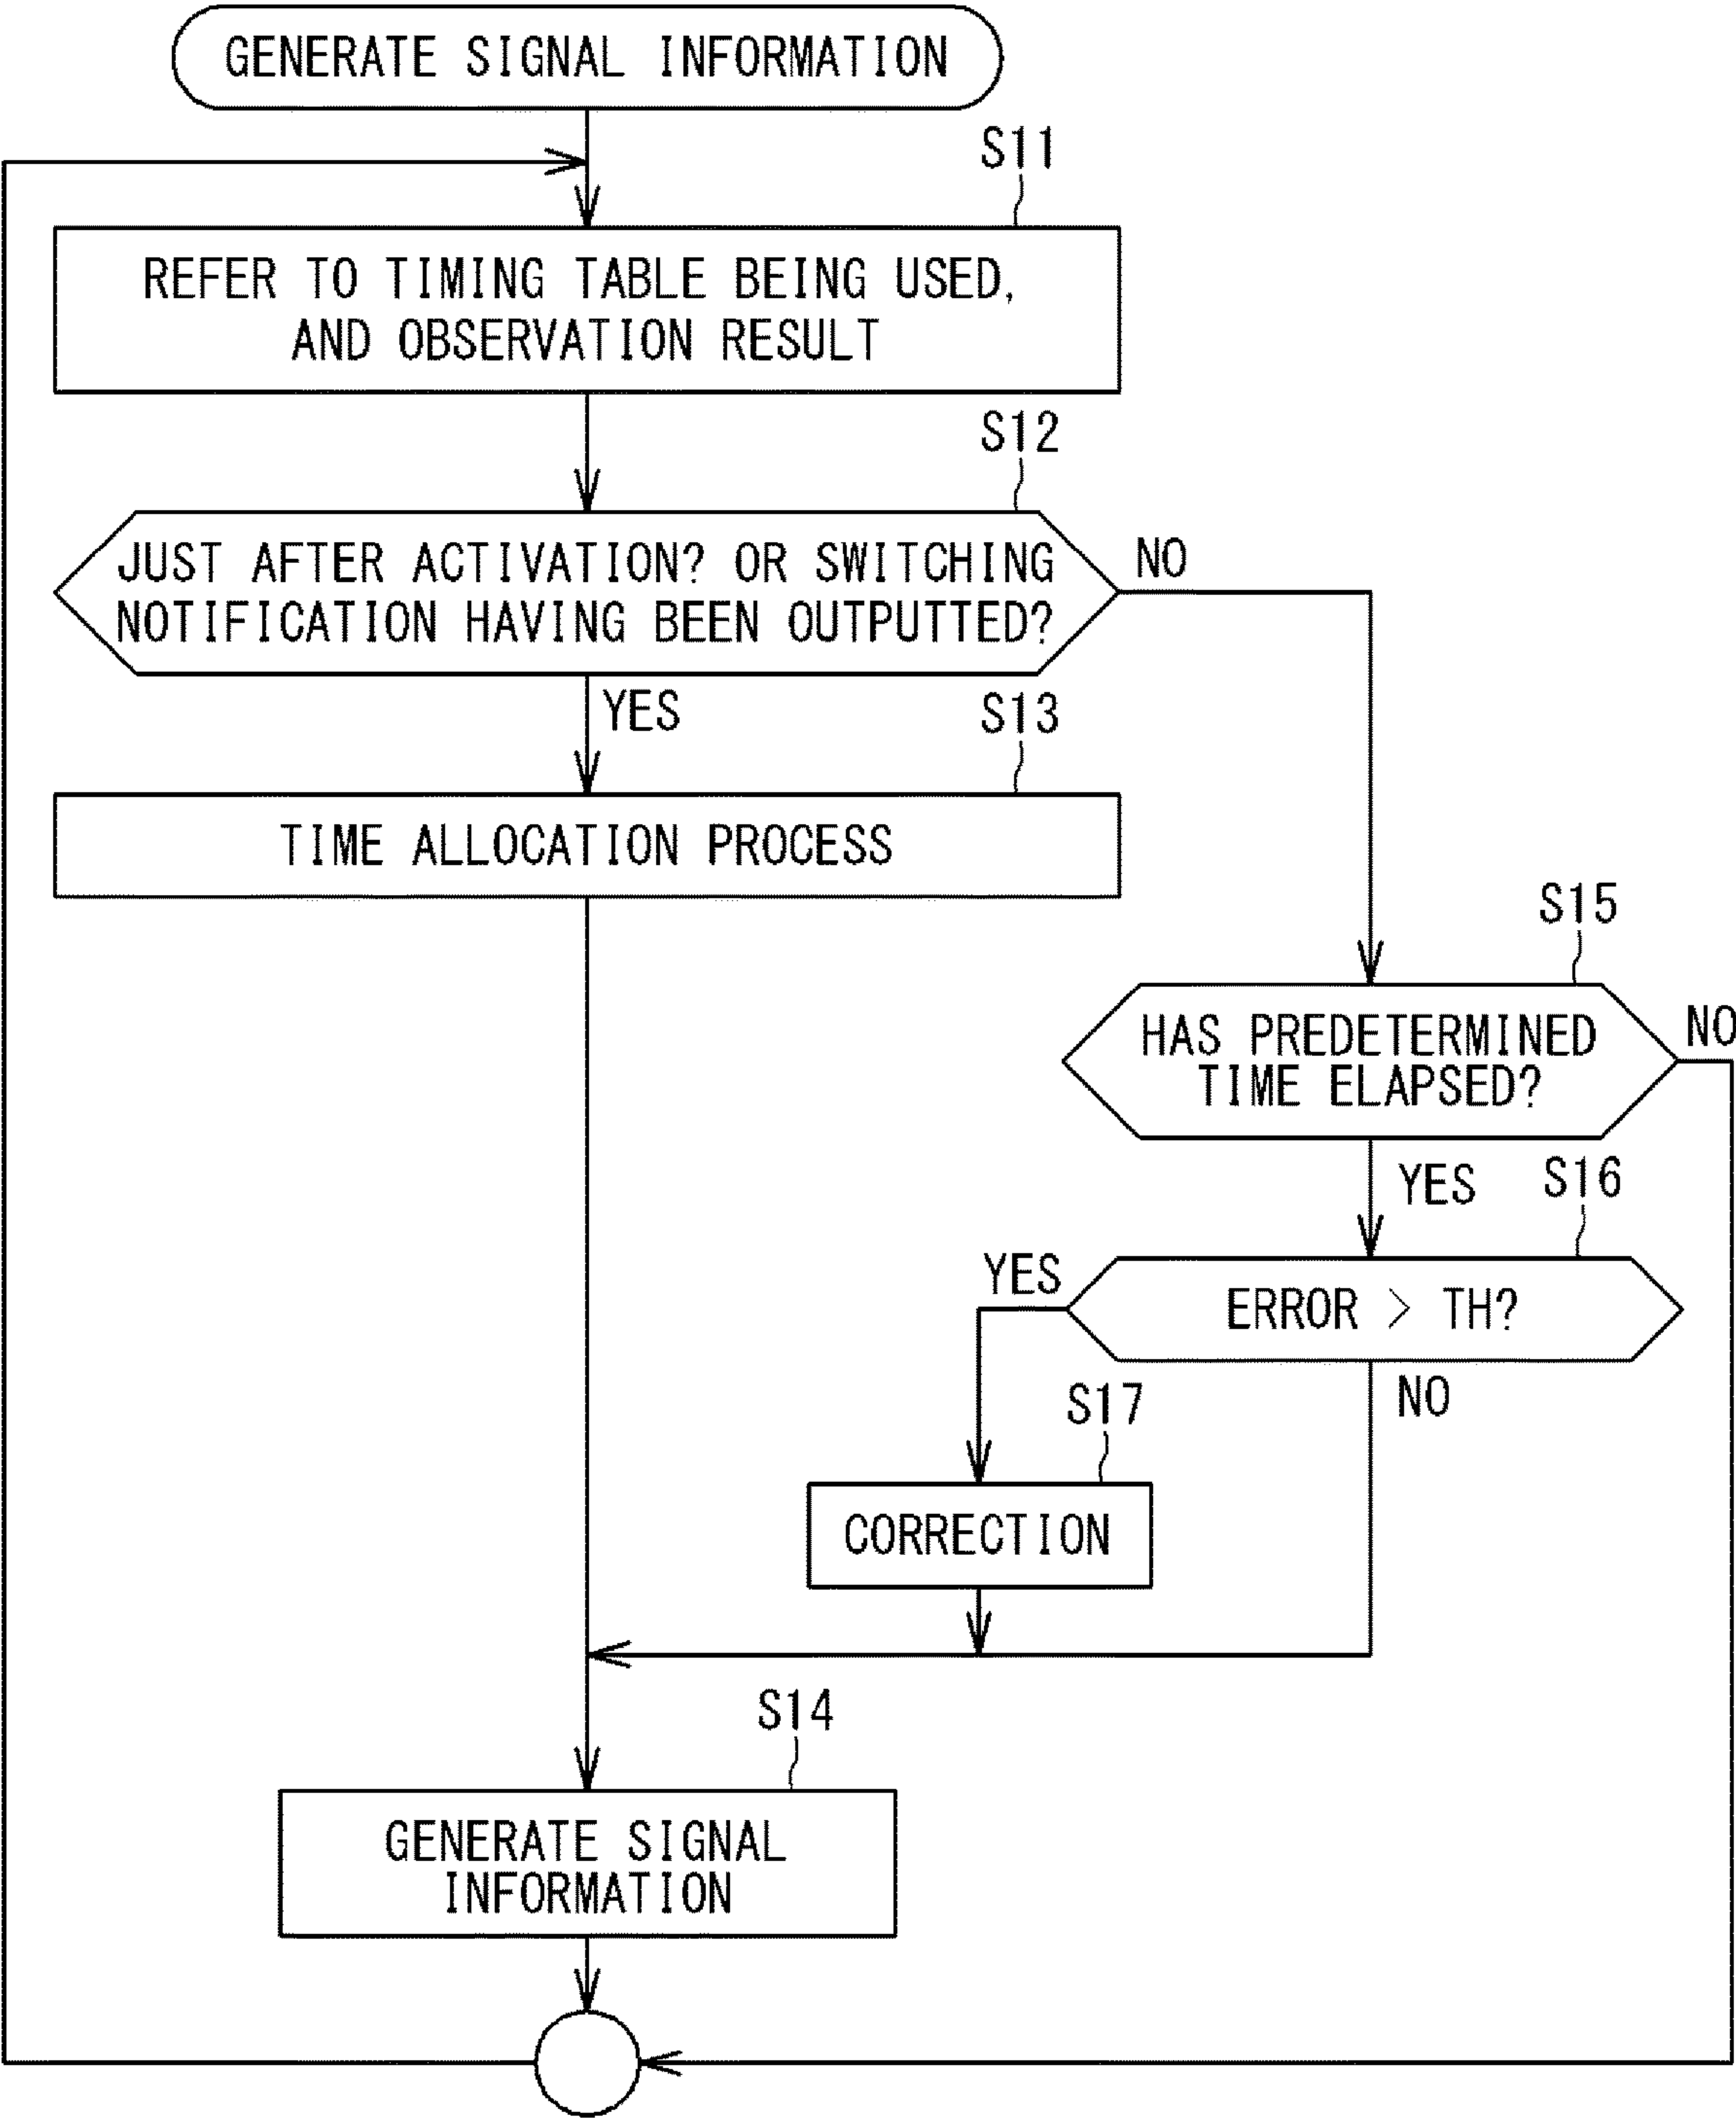 GENERATE SIGNAL INFORMATION
S11
REFER TO TIMING TABLE BEING USED,
AND OBSERVATION RESULT
S12
JUST AFTER ACTIVATION? OR SWITCHING
NOTIFICATION HAVING BEEN OUTPUTTED?
NO
YES
S13
TIME ALLOCATION PROCESS
S15
HAS PREDETERMINED
TIME ELAPSED?
NO
YES
S16
ERROR > TH?
YES
NO
S17
CORRECTION
S14
GENERATE SIGNAL
INFORMATION